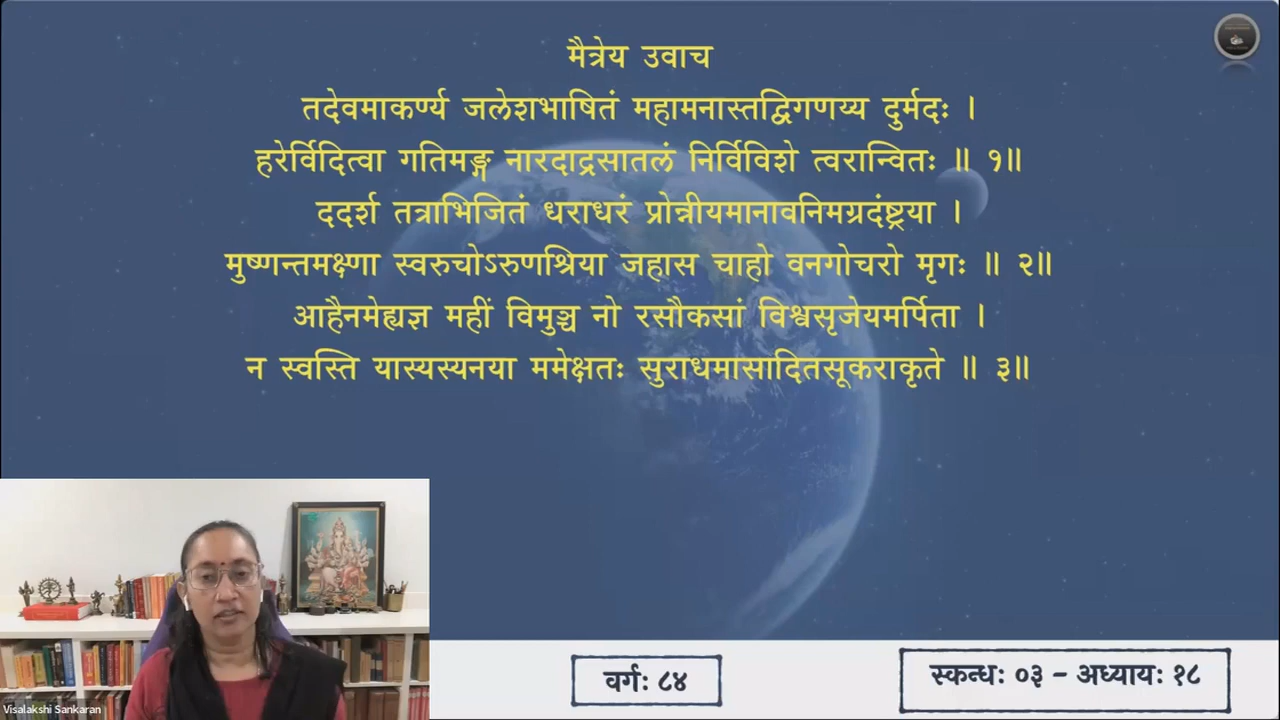 मैत्रेय उवाच
तदेवमाकर्ण्य जलेशभाषितं महामनास्तद्विगणय्य दुर्मदः ।
हरेर्विदित्वा गतिमङ्ग नारदाद्रसातलं निर्विविशे त्वरान्वितः ॥ १॥
ददर्श तत्राभिजितं धराधरं प्रोन्नीयमानावनिमग्रदंष्ट्रया ।
मुष्णन्तमक्ष्णा स्वरुचोऽरुणश्रिया जहास चाहो वनगोचरो मृगः ॥ २॥
आहैनमेह्यज्ञ महीं विमुञ्च नो रसौकसां विश्वसृजेयमर्पिता ।
न स्वस्ति यास्यस्यनया ममेक्षतः सुराधमासादितसूकराकृते ॥ ३॥
Visalakshi Sankaran
वर्गः ८४
स्कन्धः ०३ - अध्यायः १८